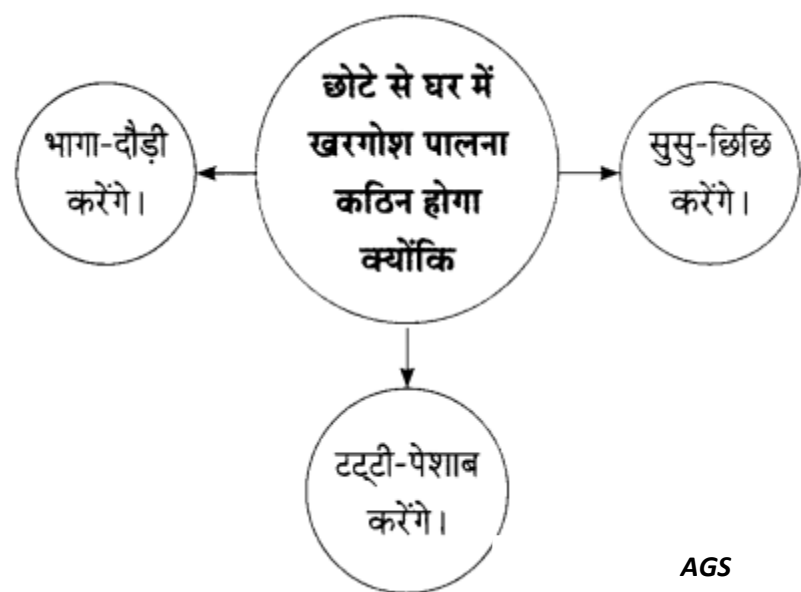 छोटे से घर में
खरगोश पालना
कठिन होगा
क्योंकि
भागा-दौड़ी
करेंगे।
सुसु-छिछि
करेंगे।
टट्टी-पेशाब
करेंगे।
AGS